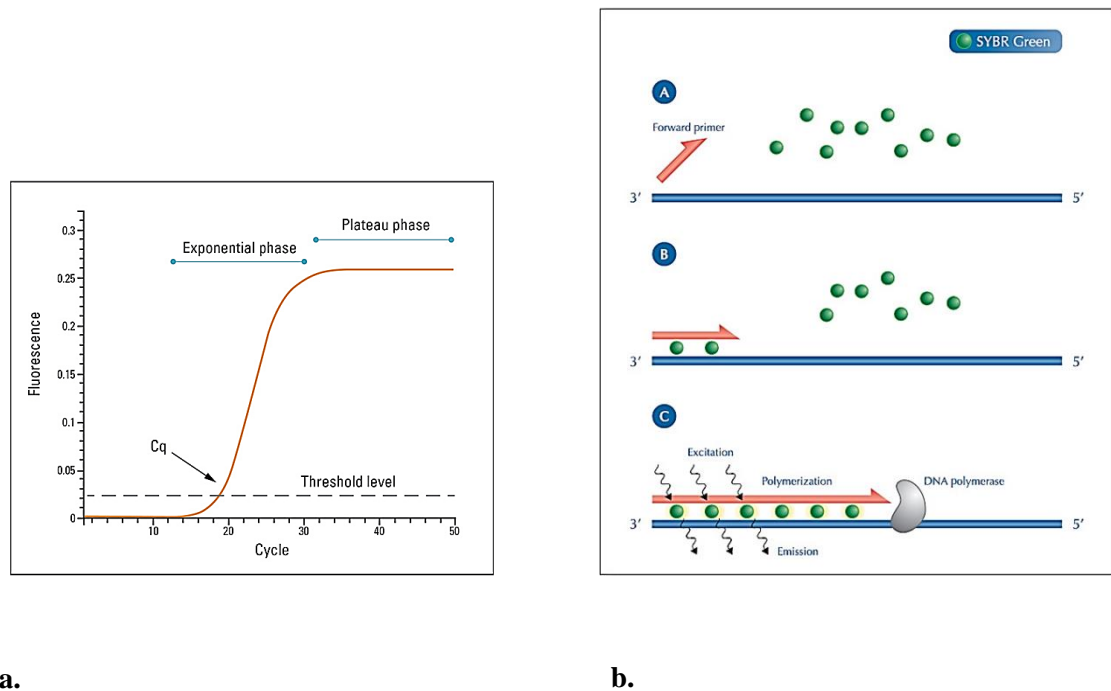 0.3
0.25
0.2
0.15
0.1
0.05
0
Fluorescence
Plateau phase
Exponential phase
Cq
Threshold level
10
20
30
40
50
Cycle
a.
SYBR Green
A
Forward primer
3′
5′
B
3′
5′
C
Excitation
Polymerization
DNA polymerase
3′
5′
Emission
b.